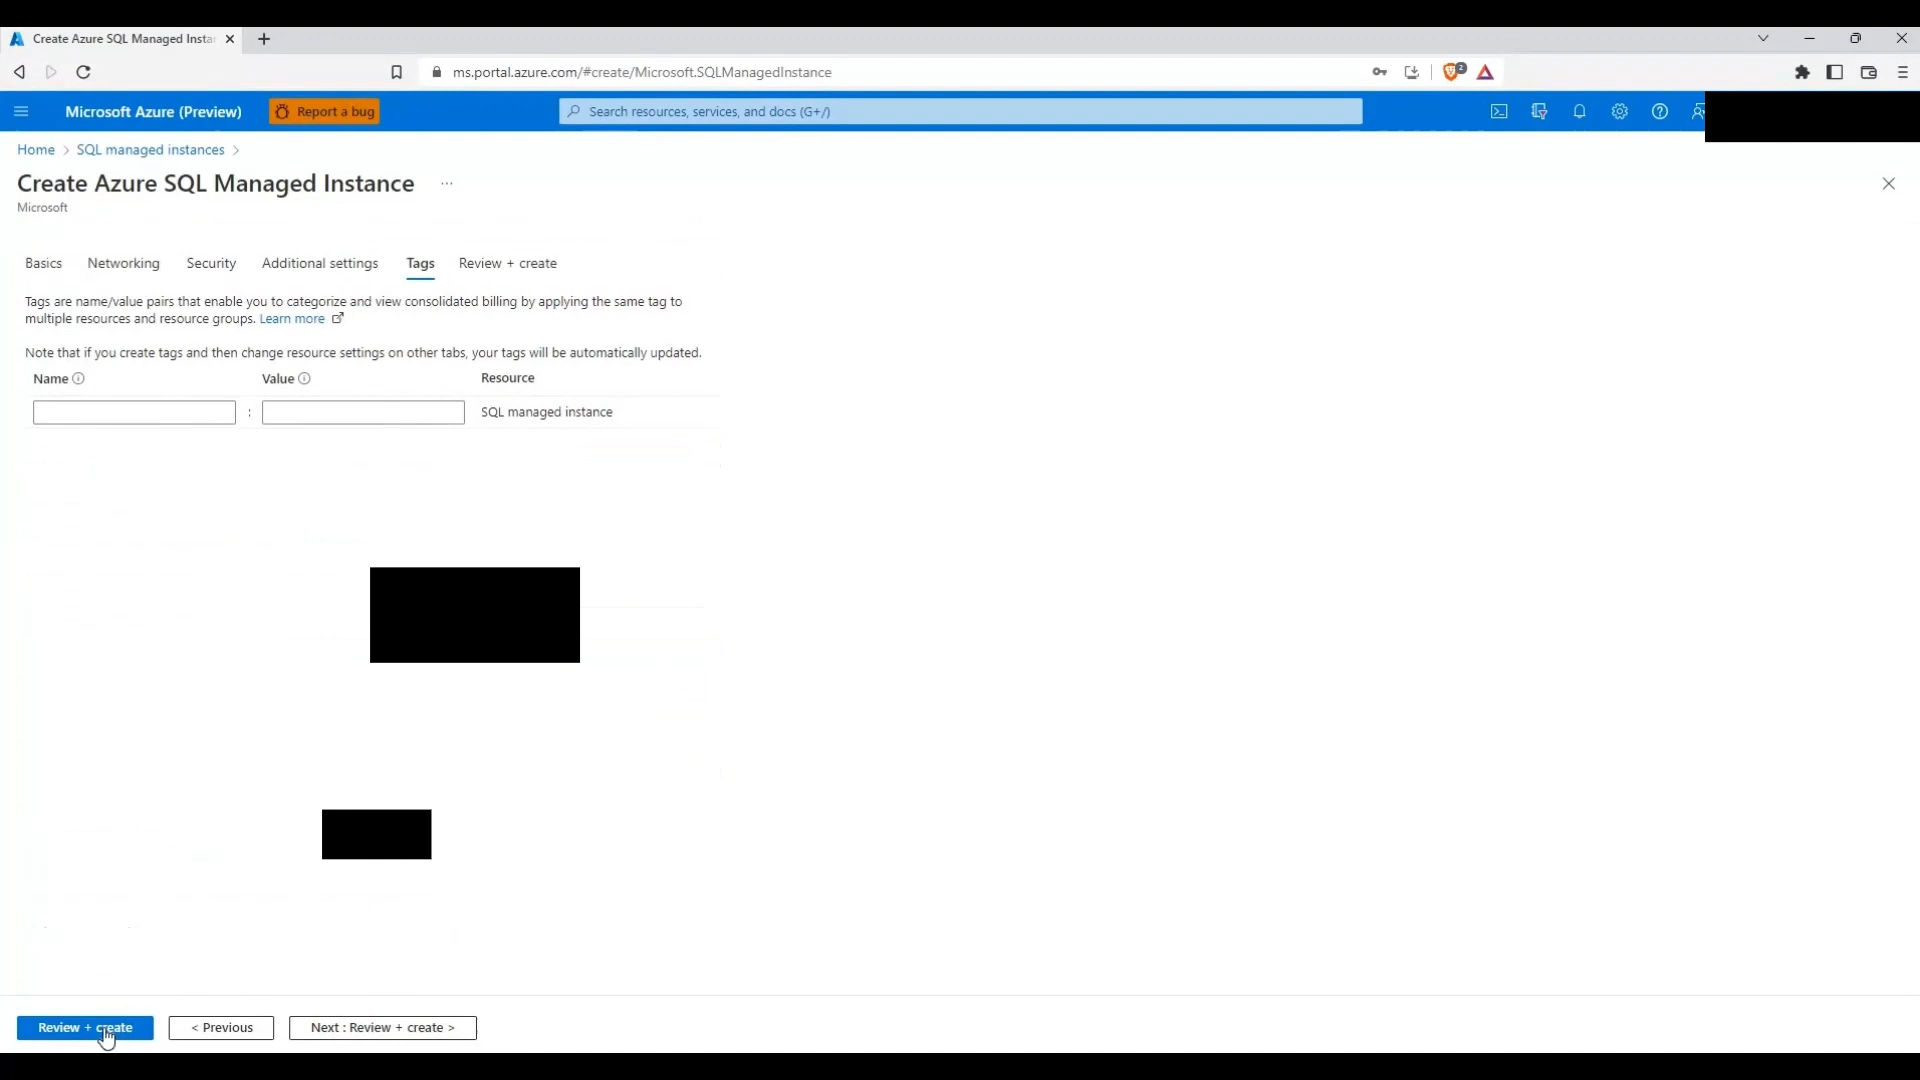 Create Azure SQL Managed Insta
ms.portal.azure.com/#create/Microsoft.SQLManagedInstance
2
Microsoft Azure (Preview)
Report a bug
Search resources, services, and docs (G+/)
Home > SQL managed instances >
Create Azure SQL Managed Instance ...
Microsoft
Basics Networking Security Additional settings Tags Review + create
Tags are name/value pairs that enable you to categorize and view consolidated billing by applying the same tag to
multiple resources and resource groups. Learn more
Note that if you create tags and then change resource settings on other tabs, your tags will be automatically updated.
Name Value Resource
: SQL managed instance
Review + create < Previous Next : Review + create >